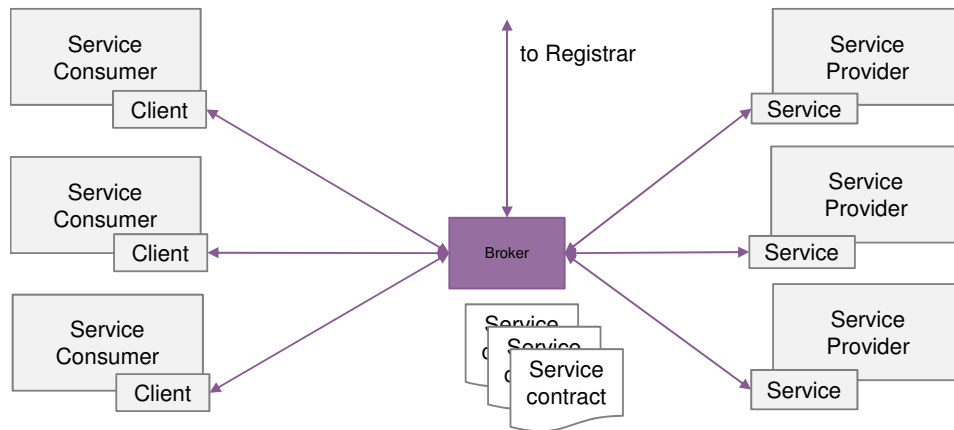 Service
Consumer
Client
Service
Consumer
Client
Service
Consumer
Client
to Registrar
Broker
Service
Service
Service
contract
Service
Provider
Service
Service
Provider
Service
Service
Provider
Service